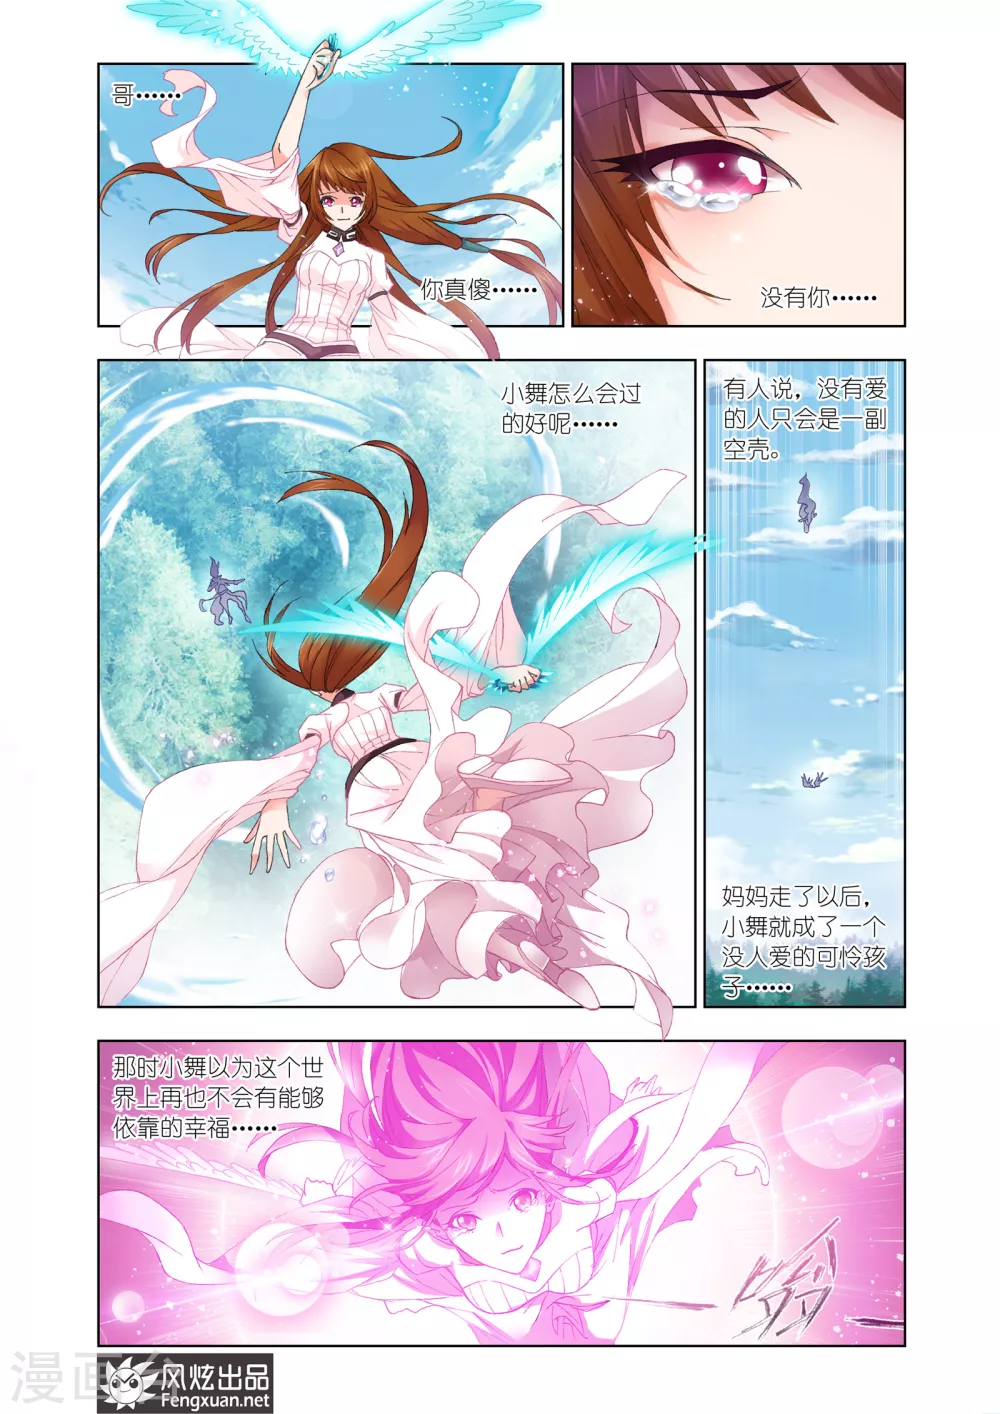 哥……
你真傻……
没有你……
小舞怎么会过
的好呢……
有人说，没有爱
的人只会是一副
空壳。
妈妈走了以后，
小舞就成了一个
没人爱的可怜孩
子……
那时小舞以为这个世
界上再也不会有能够
依靠的幸福……
嗡——
漫画台
风炫出品
Fengxuan.net